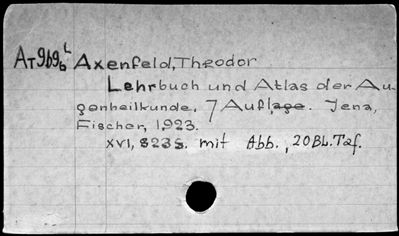 AT 9b9b L Axenfeld, Theodor
Lehrbuch und Atlas der Au-
genheilkunde. 7 Auflage. Jena,
Fischer, 1923.
XVI, 823 S. mit Abb., 20 Bl. Taf.